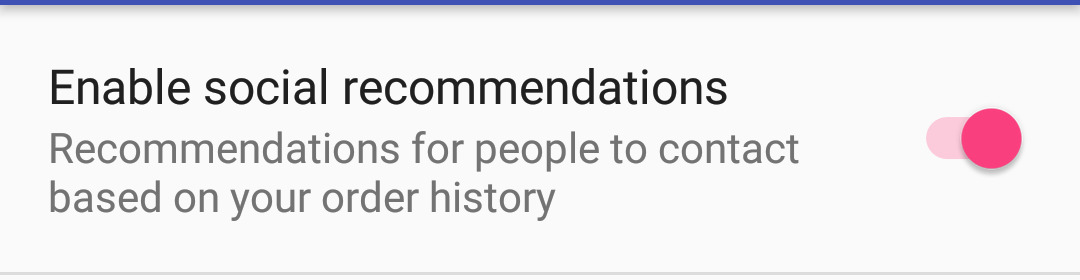 Enable social recommendations
Recommendations for people to contact
based on your order history